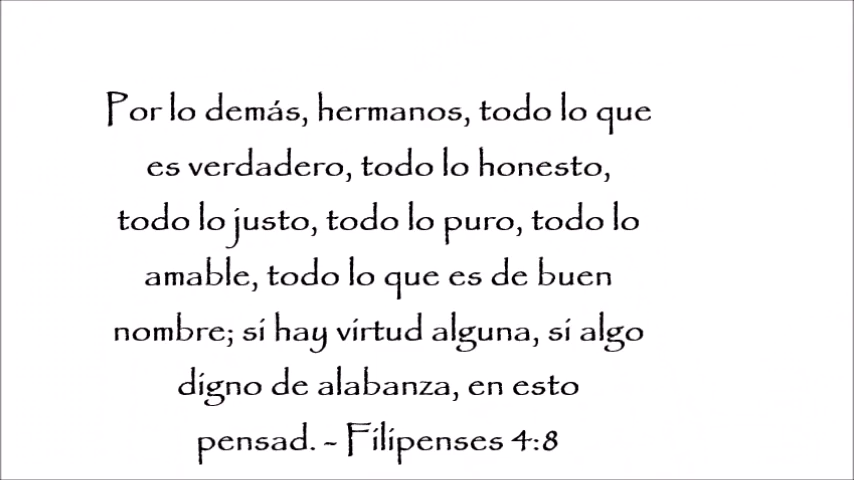 Por lo demás, hermanos, todo lo que
es verdadero, todo lo honesto,
todo lo justo, todo lo puro, todo lo
amable, todo lo que es de buen
nombre; si hay virtud alguna, si algo
digno de alabanza, en esto
pensad. ~ Filipenses 4:8